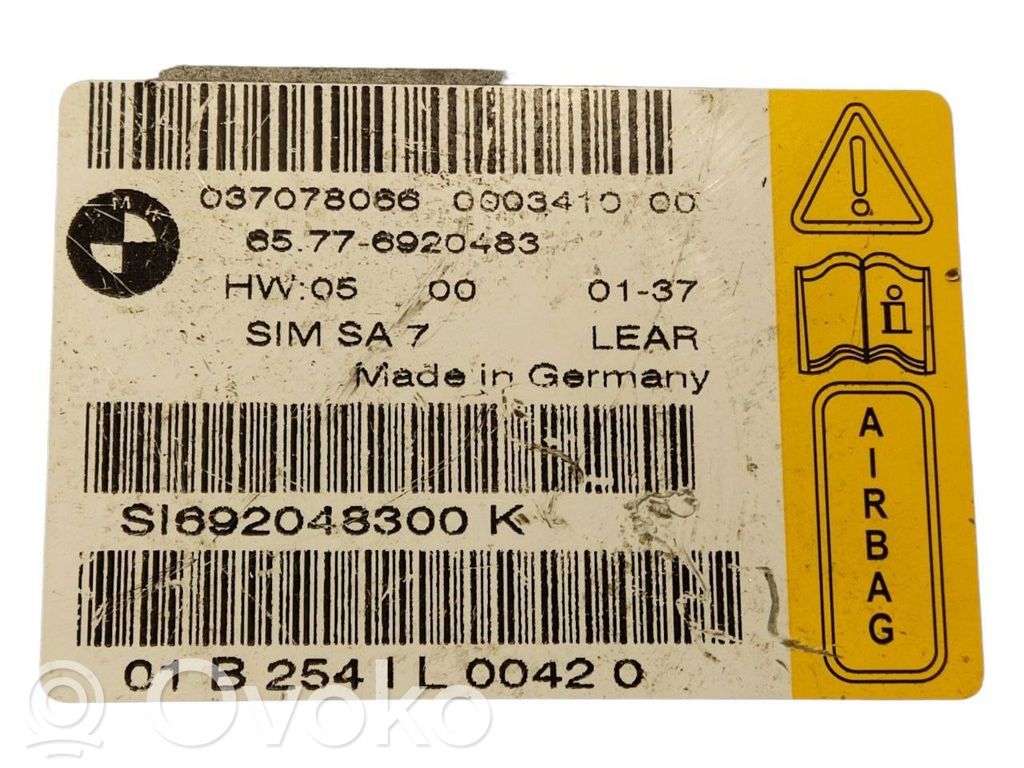 037078066 0003410 00
65.77-6920483
HW:05 00 01-37
SIM SA 7 LEAR
Made in Germany
SI692048300 K
01 B 254 I L 0042 0
i
AIRBAG
Ovoko